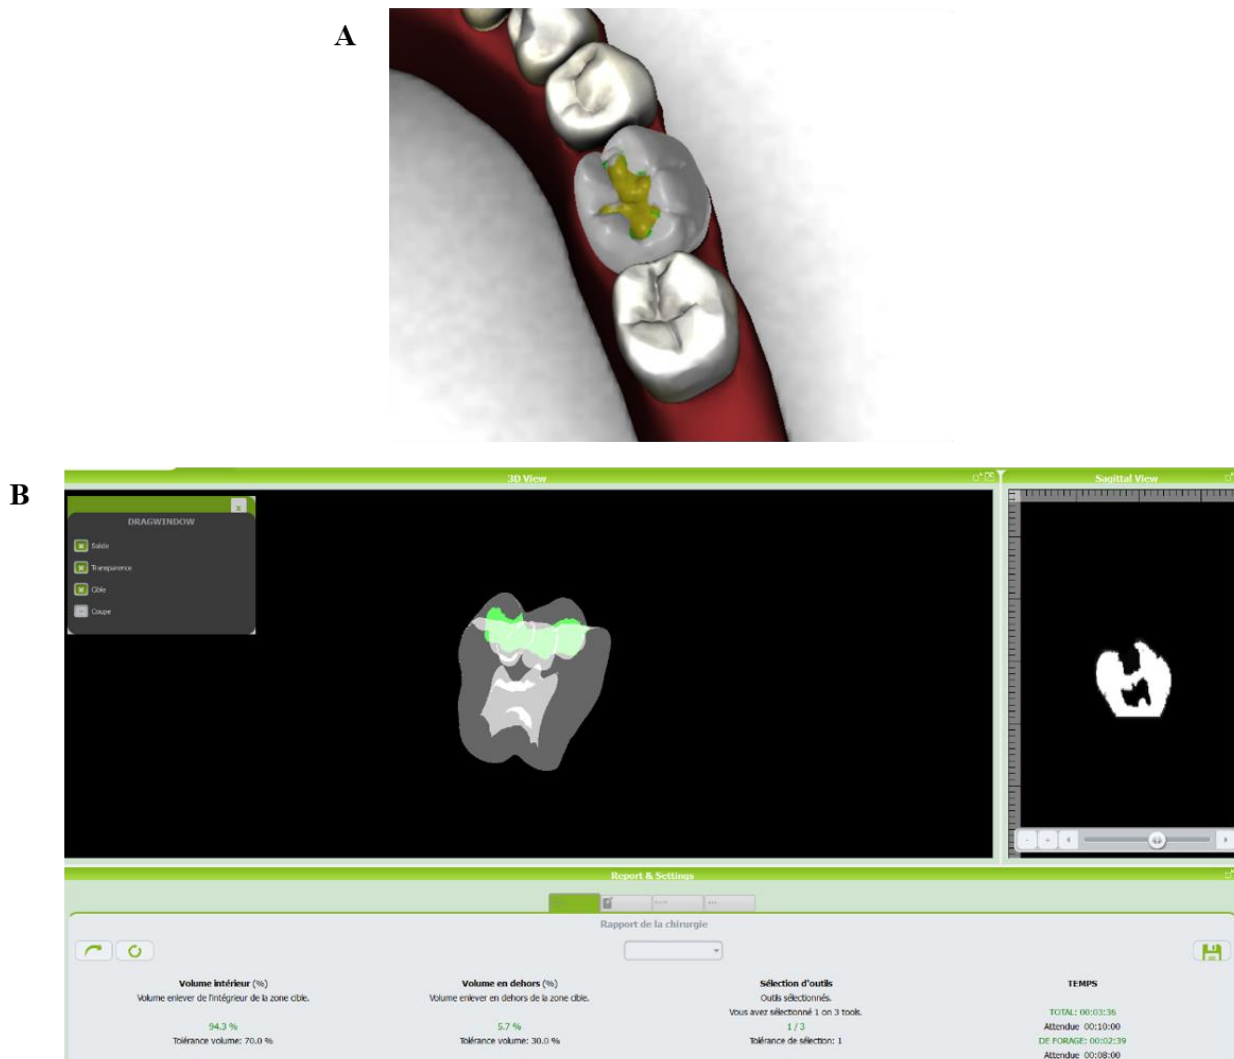 A
B
3D View
Sagittal View
x
DRAGWINDOW
Solide
Transparence
Cible
Coupe
Report & Settings
Rapport de la chirurgie
Volume intérieur (%)
Volume enlever de l'intégrieur de la zone cible.
94.3 %
Tolérance volume: 70.0 %
Volume en dehors (%)
Volume enlever en dehors de la zone cible.
5.7 %
Tolérance volume: 30.0 %
Sélection d'outils
Outils sélectionnés.
Vous avez sélectionné 1 on 3 tools.
1 / 3
Tolérance de sélection: 1
TEMPS
TOTAL: 00:03:36
Attendue 00:10:00
DE FORAGE: 00:02:39
Attendue 00:08:00